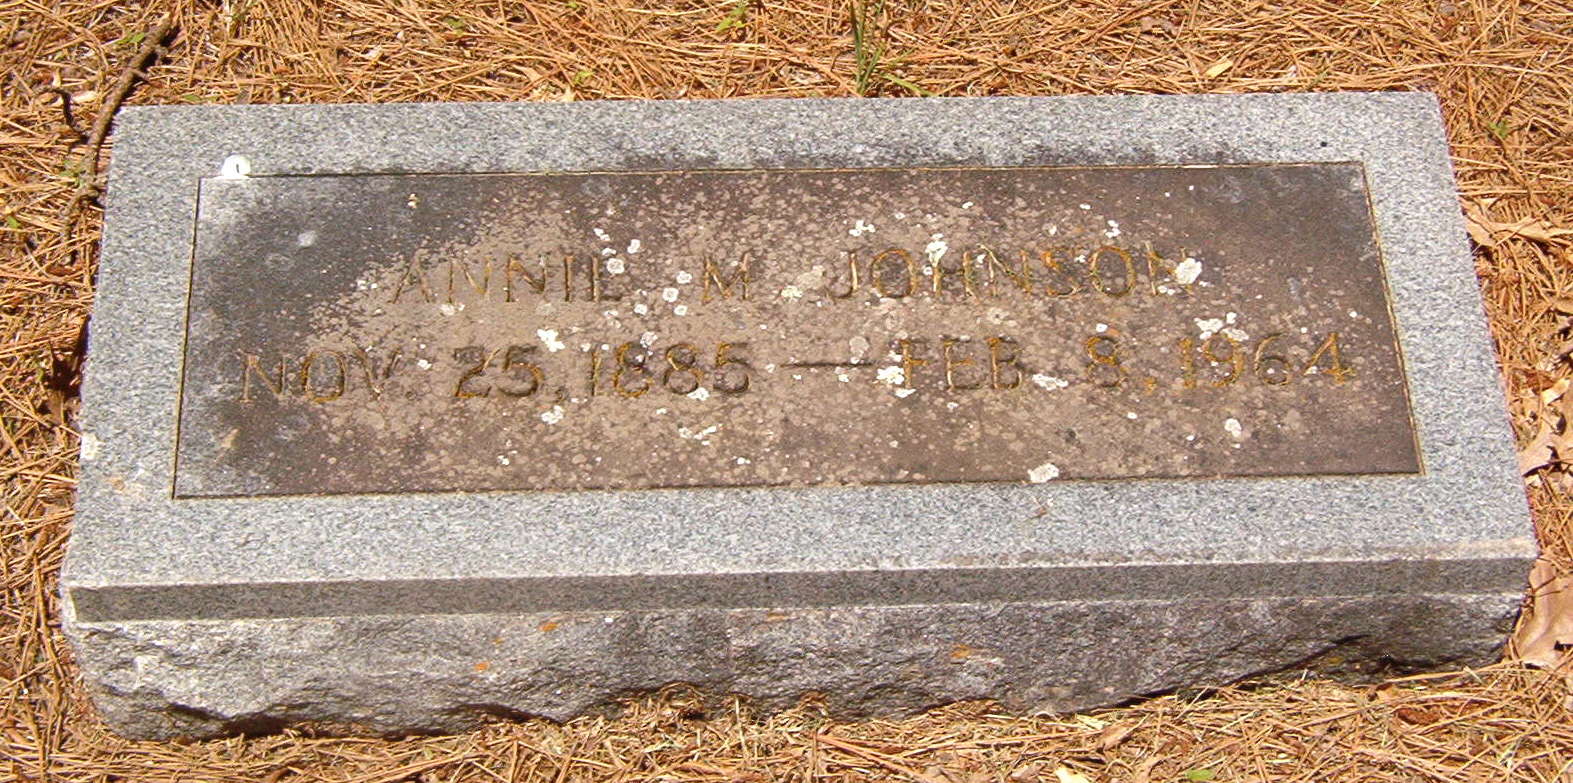 ANNIE M JOHNSON
NOV. 25, 1885 — FEB 8, 1964